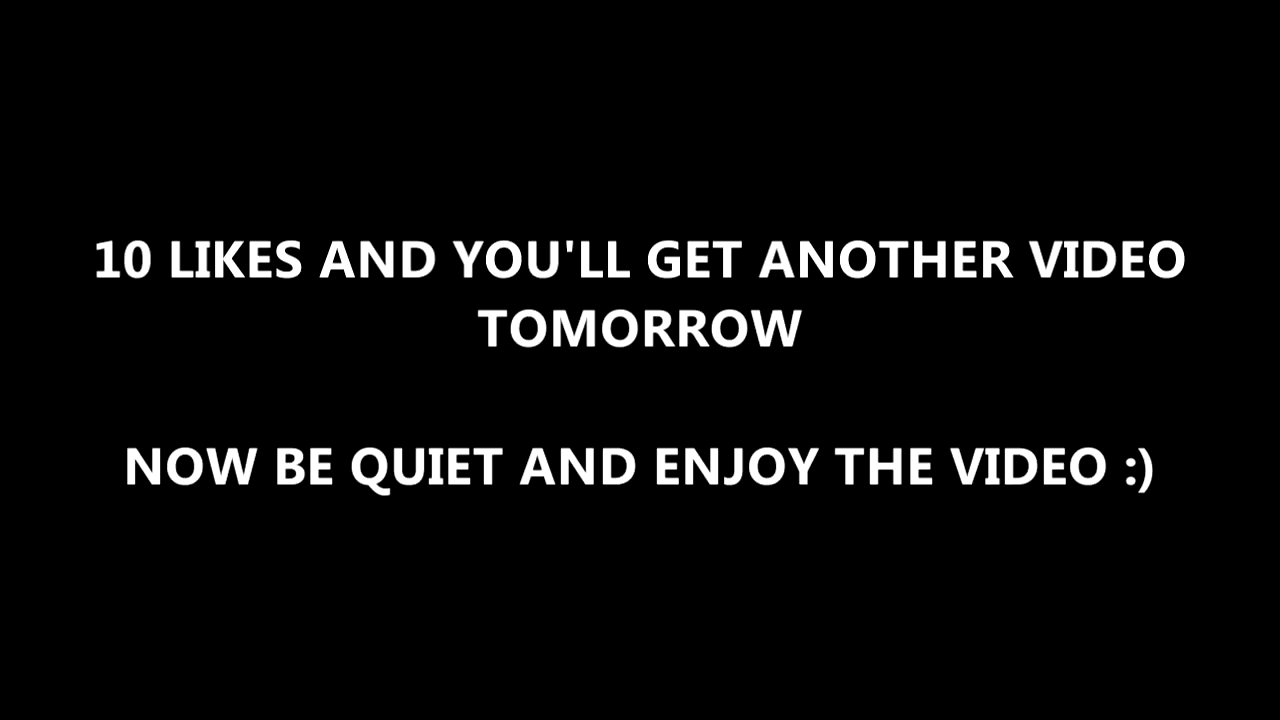 10 LIKES AND YOU'LL GET ANOTHER VIDEO
TOMORROW
NOW BE QUIET AND ENJOY THE VIDEO :)